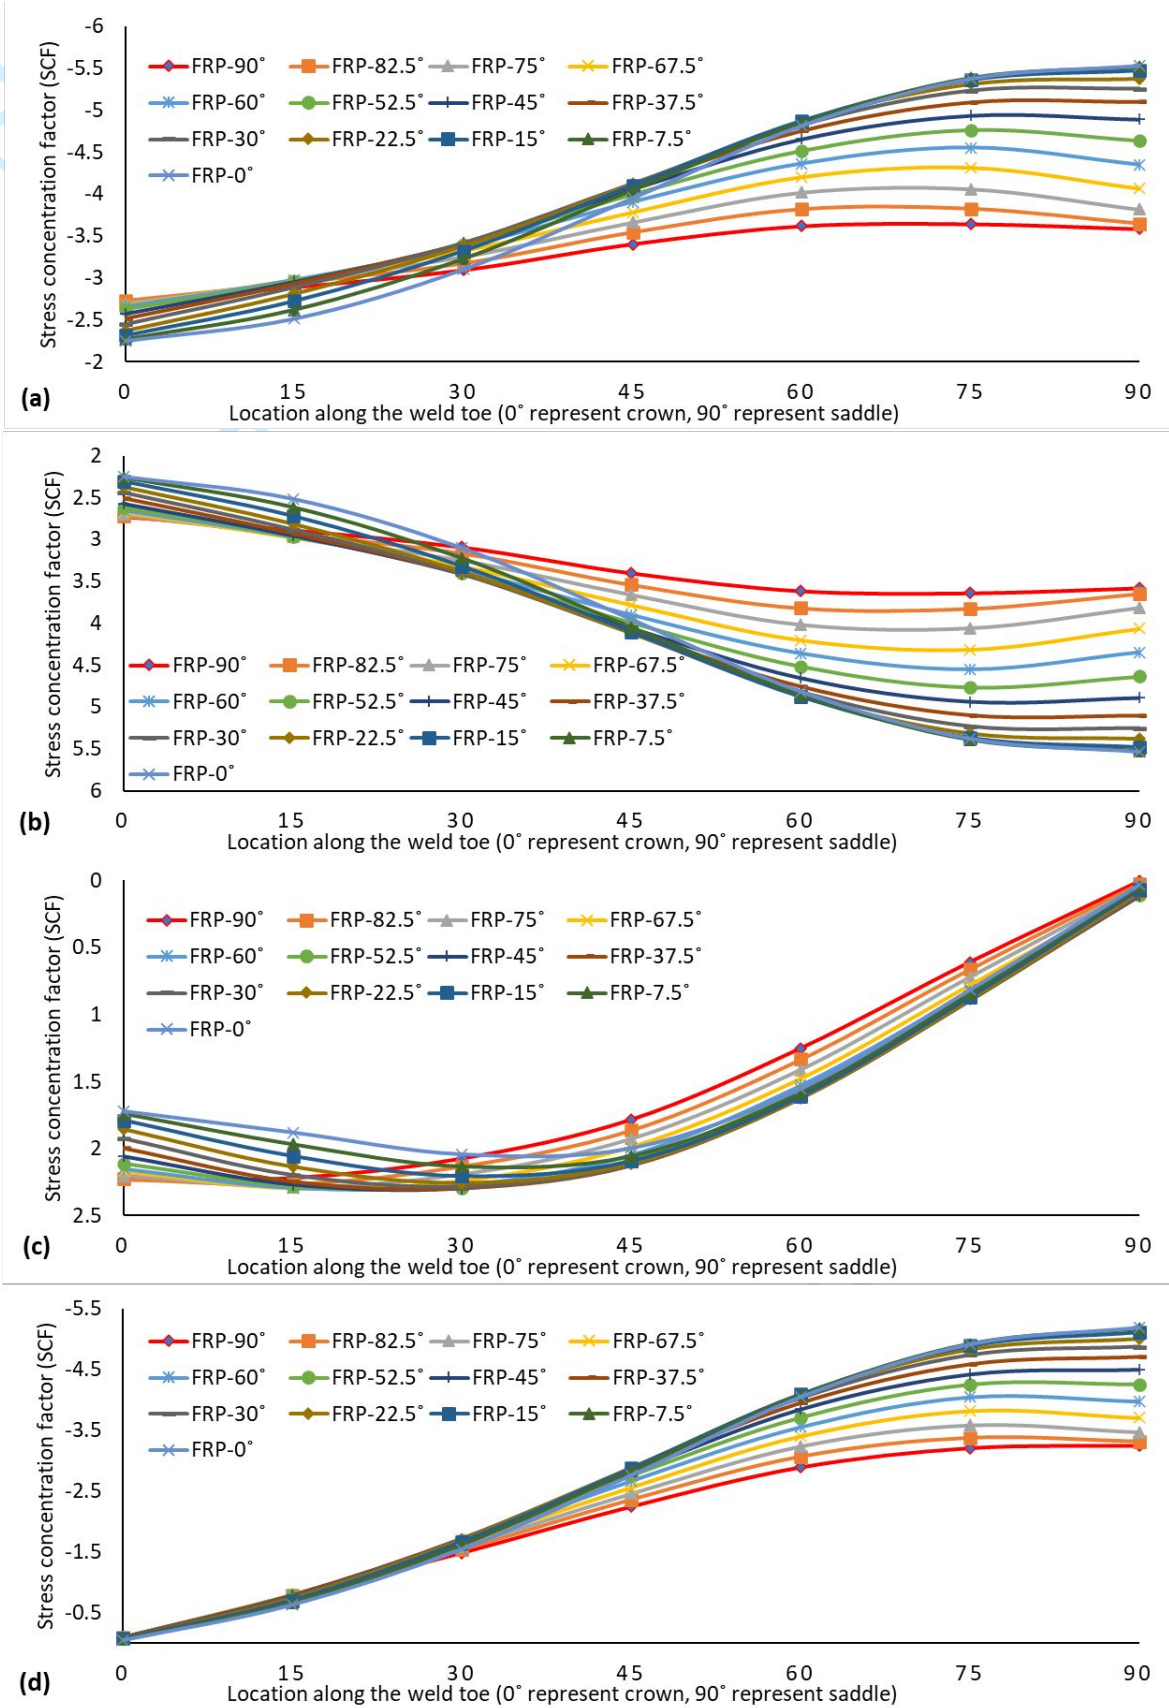 -6
Stress concentration factor (SCF)
-5.5
-5
-4.5
-4
-3.5
-3
-2.5
-2
FRP-90˚ FRP-82.5˚ FRP-75˚ FRP-67.5˚
FRP-60˚ FRP-52.5˚ FRP-45˚ FRP-37.5˚
FRP-30˚ FRP-22.5˚ FRP-15˚ FRP-7.5˚
FRP-0˚
0 15 30 45 60 75 90
(a)
Location along the weld toe (0˚ represent crown, 90˚ represent saddle)
2
Stress concentration factor (SCF)
2.5
3
3.5
4
4.5
5
5.5
6
FRP-90˚ FRP-82.5˚ FRP-75˚ FRP-67.5˚
FRP-60˚ FRP-52.5˚ FRP-45˚ FRP-37.5˚
FRP-30˚ FRP-22.5˚ FRP-15˚ FRP-7.5˚
FRP-0˚
0 15 30 45 60 75 90
(b)
Location along the weld toe (0˚ represent crown, 90˚ represent saddle)
0
Stress concentration factor (SCF)
0.5
1
1.5
2
2.5
FRP-90˚ FRP-82.5˚ FRP-75˚ FRP-67.5˚
FRP-60˚ FRP-52.5˚ FRP-45˚ FRP-37.5˚
FRP-30˚ FRP-22.5˚ FRP-15˚ FRP-7.5˚
FRP-0˚
0 15 30 45 60 75 90
(c)
Location along the weld toe (0˚ represent crown, 90˚ represent saddle)
-5.5
Stress concentration factor (SCF)
-4.5
-3.5
-2.5
-1.5
-0.5
FRP-90˚ FRP-82.5˚ FRP-75˚ FRP-67.5˚
FRP-60˚ FRP-52.5˚ FRP-45˚ FRP-37.5˚
FRP-30˚ FRP-22.5˚ FRP-15˚ FRP-7.5˚
FRP-0˚
0 15 30 45 60 75 90
(d)
Location along the weld toe (0˚ represent crown, 90˚ represent saddle)